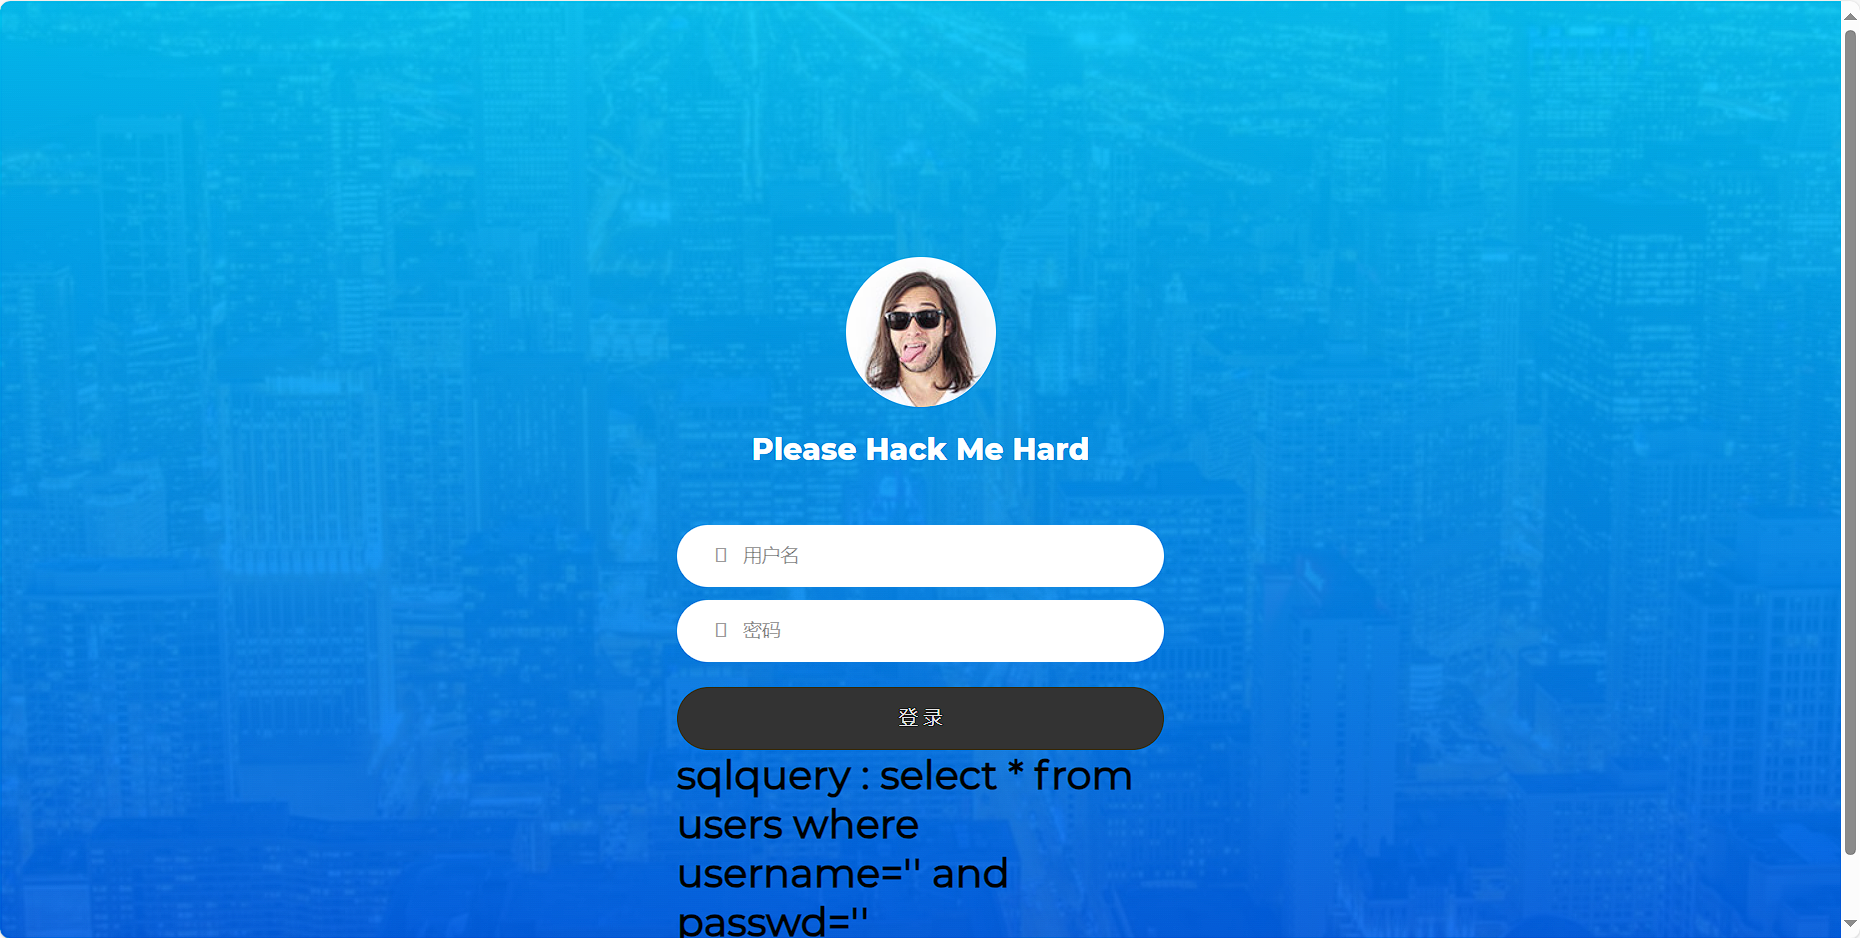 Please Hack Me Hard
用户名
密码
登录
sqlquery : select * from
users where
username='' and
passwd=''